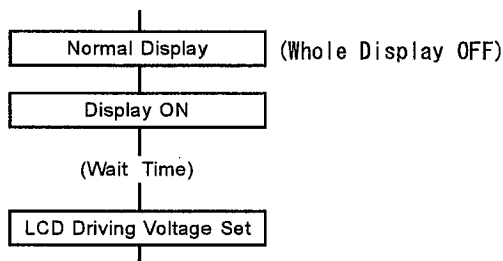 Normal Display (Whole Display OFF)
Display ON
(Wait Time)
LCD Driving Voltage Set